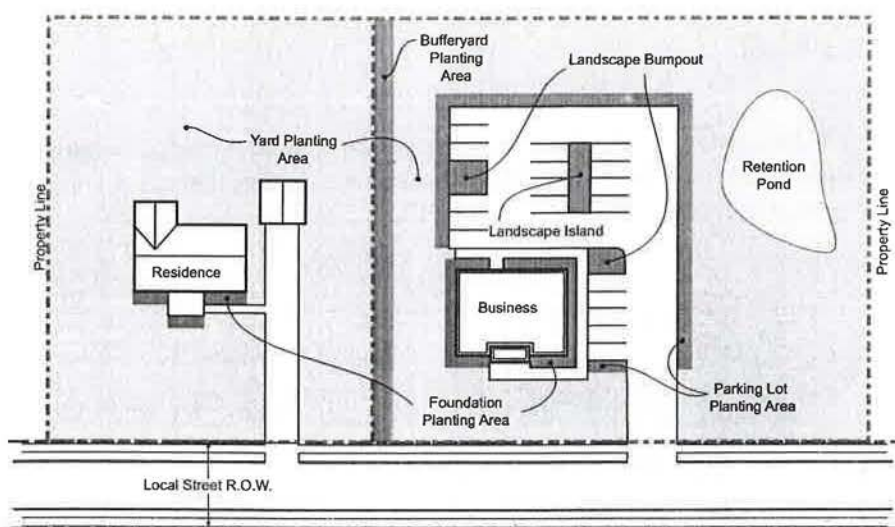 Bufferyard
Planting
Area
Landscape Bumpout
Yard Planting
Area
Property Line
Retention
Pond
Property Line
Landscape Island
Residence
Business
Foundation
Planting Area
Parking Lot
Planting Area
Local Street R.O.W.